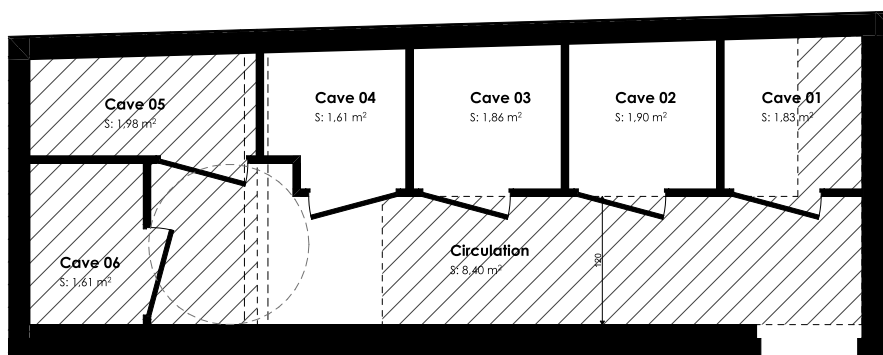 Cave 05
S: 1,98 m²
Cave 04
S: 1,61 m²
Cave 03
S: 1,86 m²
Cave 02
S: 1,90 m²
Cave 01
S: 1,83 m²
Cave 06
S: 1,61 m²
Circulation
S: 8,40 m²
120